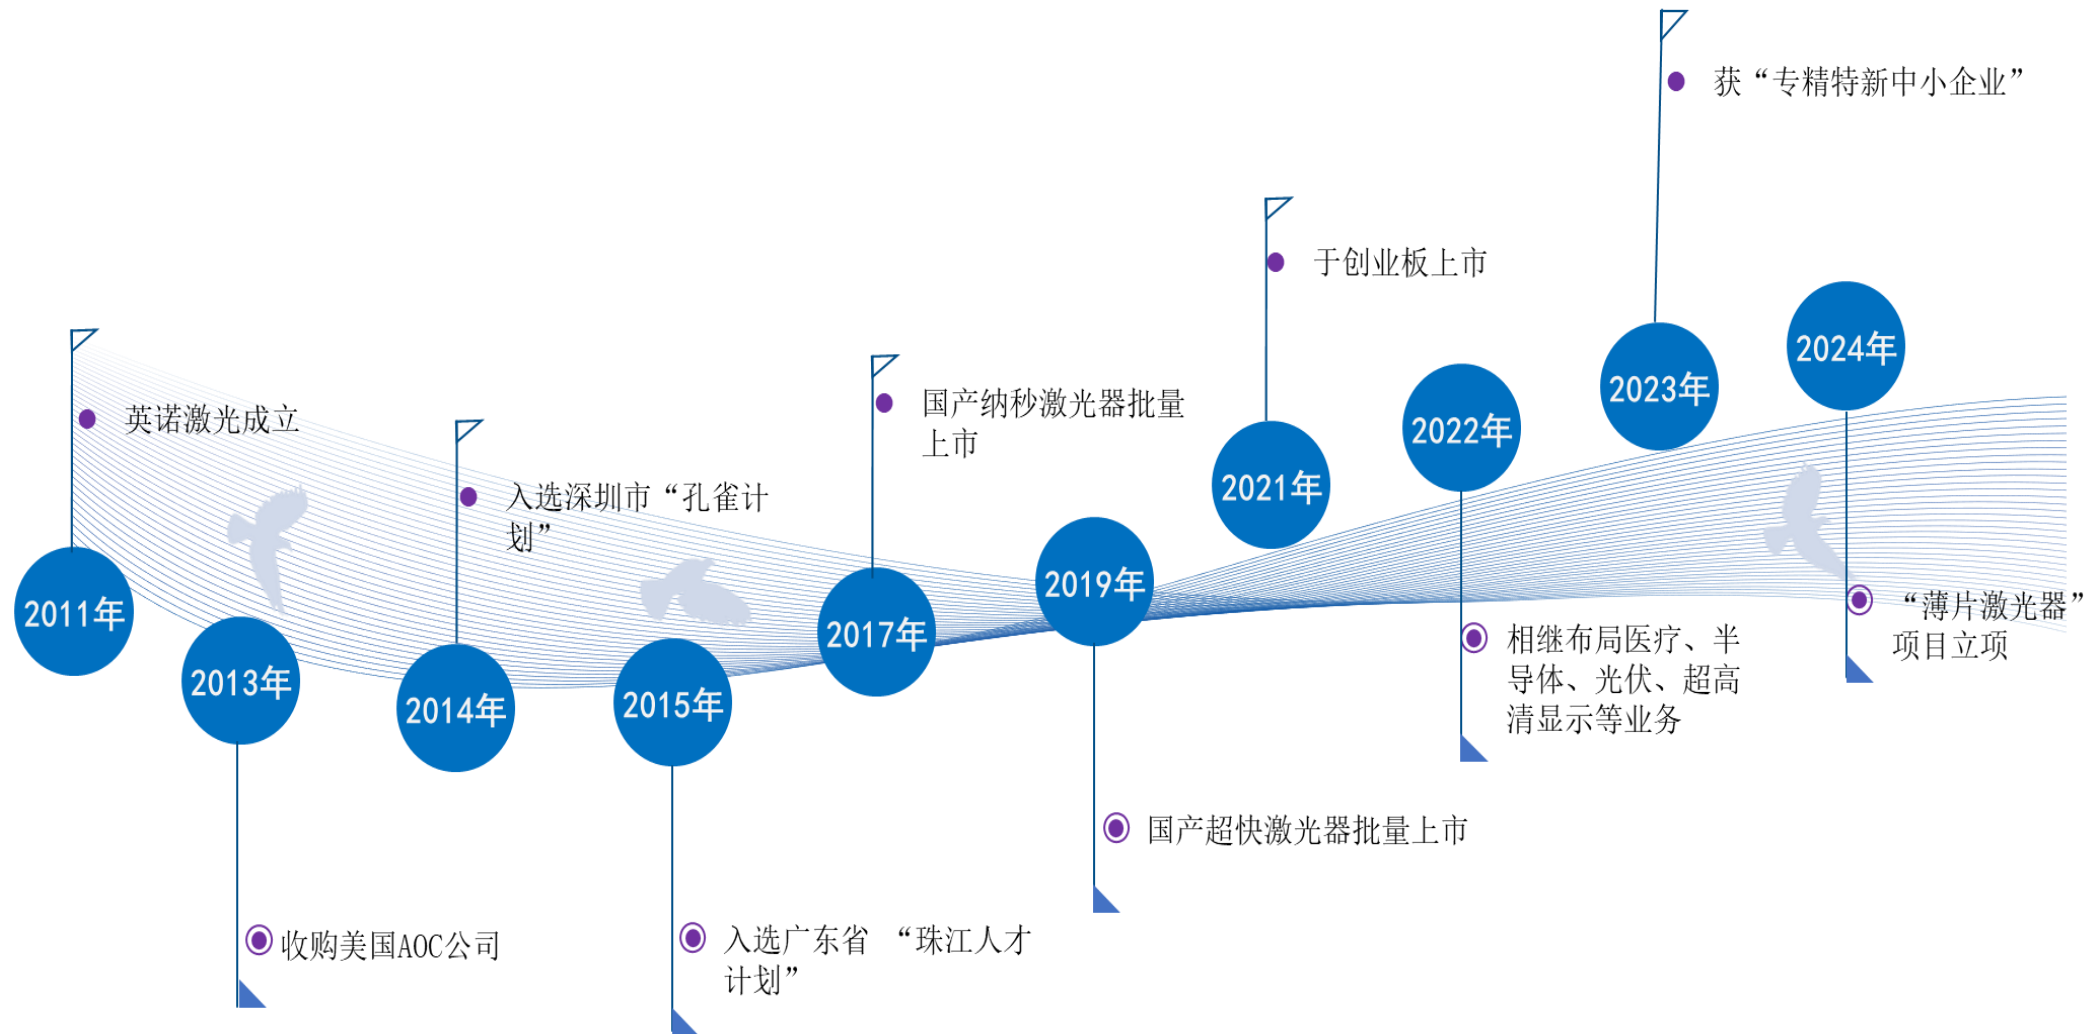 2011年
英诺激光成立
2013年
收购美国AOC公司
2014年
入选深圳市“孔雀计
划”
2015年
入选广东省 “珠江人才
计划”
2017年
国产纳秒激光器批量
上市
2019年
国产超快激光器批量上市
2021年
于创业板上市
2022年
相继布局医疗、半
导体、光伏、超高
清显示等业务
2023年
获“专精特新中小企业”
2024年
“薄片激光器”
项目立项